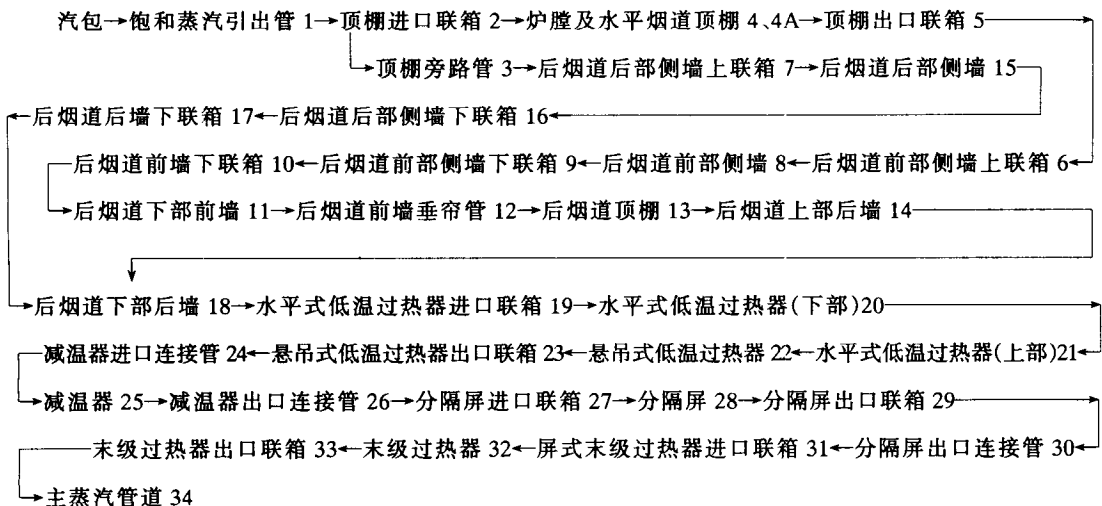 汽包→饱和蒸汽引出管 1→顶棚进口联箱 2→炉膛及水平烟道顶棚 4、4A→顶棚出口联箱 5
→顶棚旁路管 3→后烟道后部侧墙上联箱 7→后烟道后部侧墙 15
←后烟道后墙下联箱 17←后烟道后部侧墙下联箱 16←
后烟道前墙下联箱 10←后烟道前部侧墙下联箱 9←后烟道前部侧墙 8←后烟道前部侧墙上联箱 6←
→后烟道下部前墙 11→后烟道前墙垂帘管 12→后烟道顶棚 13→后烟道上部后墙 14
→后烟道下部后墙 18→水平式低温过热器进口联箱 19→水平式低温过热器(下部)20
减温器进口连接管 24←悬吊式低温过热器出口联箱 23←悬吊式低温过热器 22←水平式低温过热器(上部)21←
→减温器 25→减温器出口连接管 26→分隔屏进口联箱 27→分隔屏 28→分隔屏出口联箱 29
末级过热器出口联箱 33←末级过热器 32←屏式末级过热器进口联箱 31←分隔屏出口连接管 30←
→主蒸汽管道 34